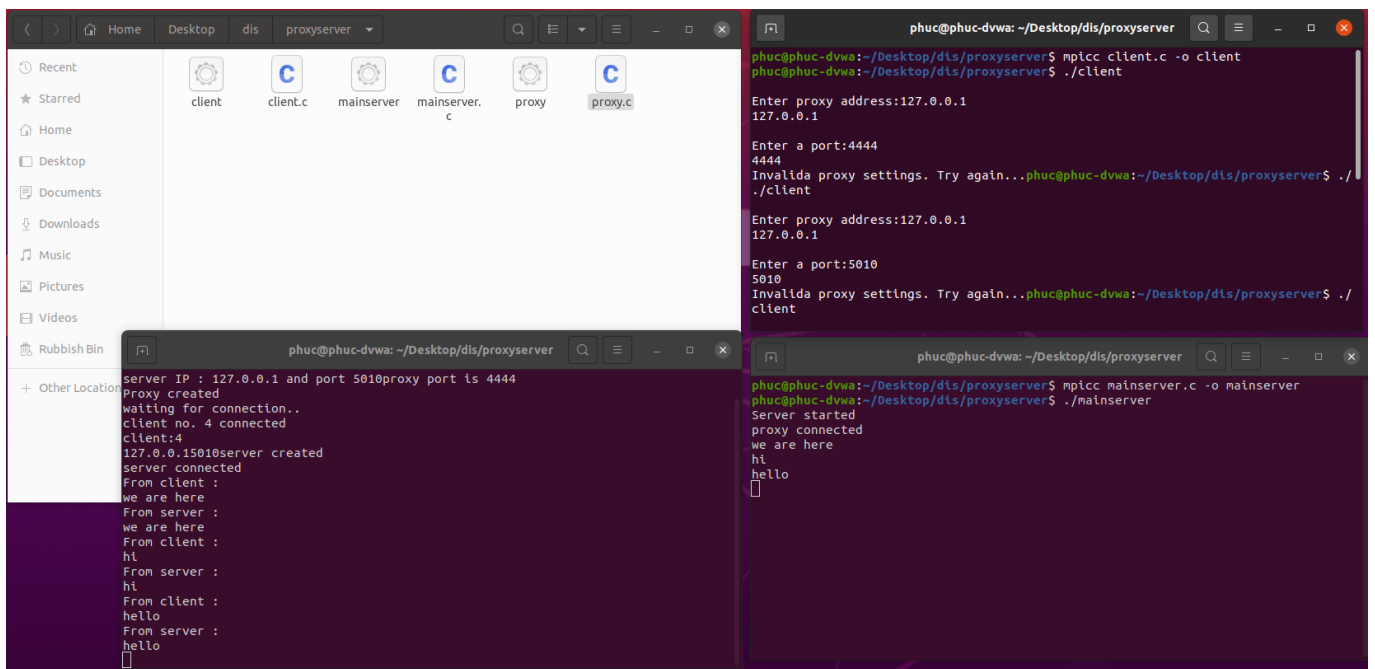 Home Desktop dis proxyserver
Recent
Starred
Home
Desktop
Documents
Downloads
Music
Pictures
Videos
Rubbish Bin
+ Other Location
client
client.c
mainserver
mainserver.
c
proxy
proxy.c
phuc@phuc-dvwa: ~/Desktop/dis/proxyserver
phuc@phuc-dvwa:~/Desktop/dis/proxyserver$ mpicc client.c -o client
phuc@phuc-dvwa:~/Desktop/dis/proxyserver$ ./client
Enter proxy address:127.0.0.1
127.0.0.1
Enter a port:4444
4444
Invalida proxy settings. Try again...phuc@phuc-dvwa:~/Desktop/dis/proxyserver$ ./
./client
Enter proxy address:127.0.0.1
127.0.0.1
Enter a port:5010
5010
Invalida proxy settings. Try again...phuc@phuc-dvwa:~/Desktop/dis/proxyserver$ ./
client
phuc@phuc-dvwa: ~/Desktop/dis/proxyserver
server IP : 127.0.0.1 and port 5010proxy port is 4444
Proxy created
waiting for connection..
client no. 4 connected
client:4
127.0.0.15010server created
server connected
From client :
we are here
From server :
we are here
From client :
hi
From server :
hi
From client :
hello
From server :
hello
phuc@phuc-dvwa: ~/Desktop/dis/proxyserver
phuc@phuc-dvwa:~/Desktop/dis/proxyserver$ mpicc mainserver.c -o mainserver
phuc@phuc-dvwa:~/Desktop/dis/proxyserver$ ./mainserver
Server started
proxy connected
we are here
hi
hello